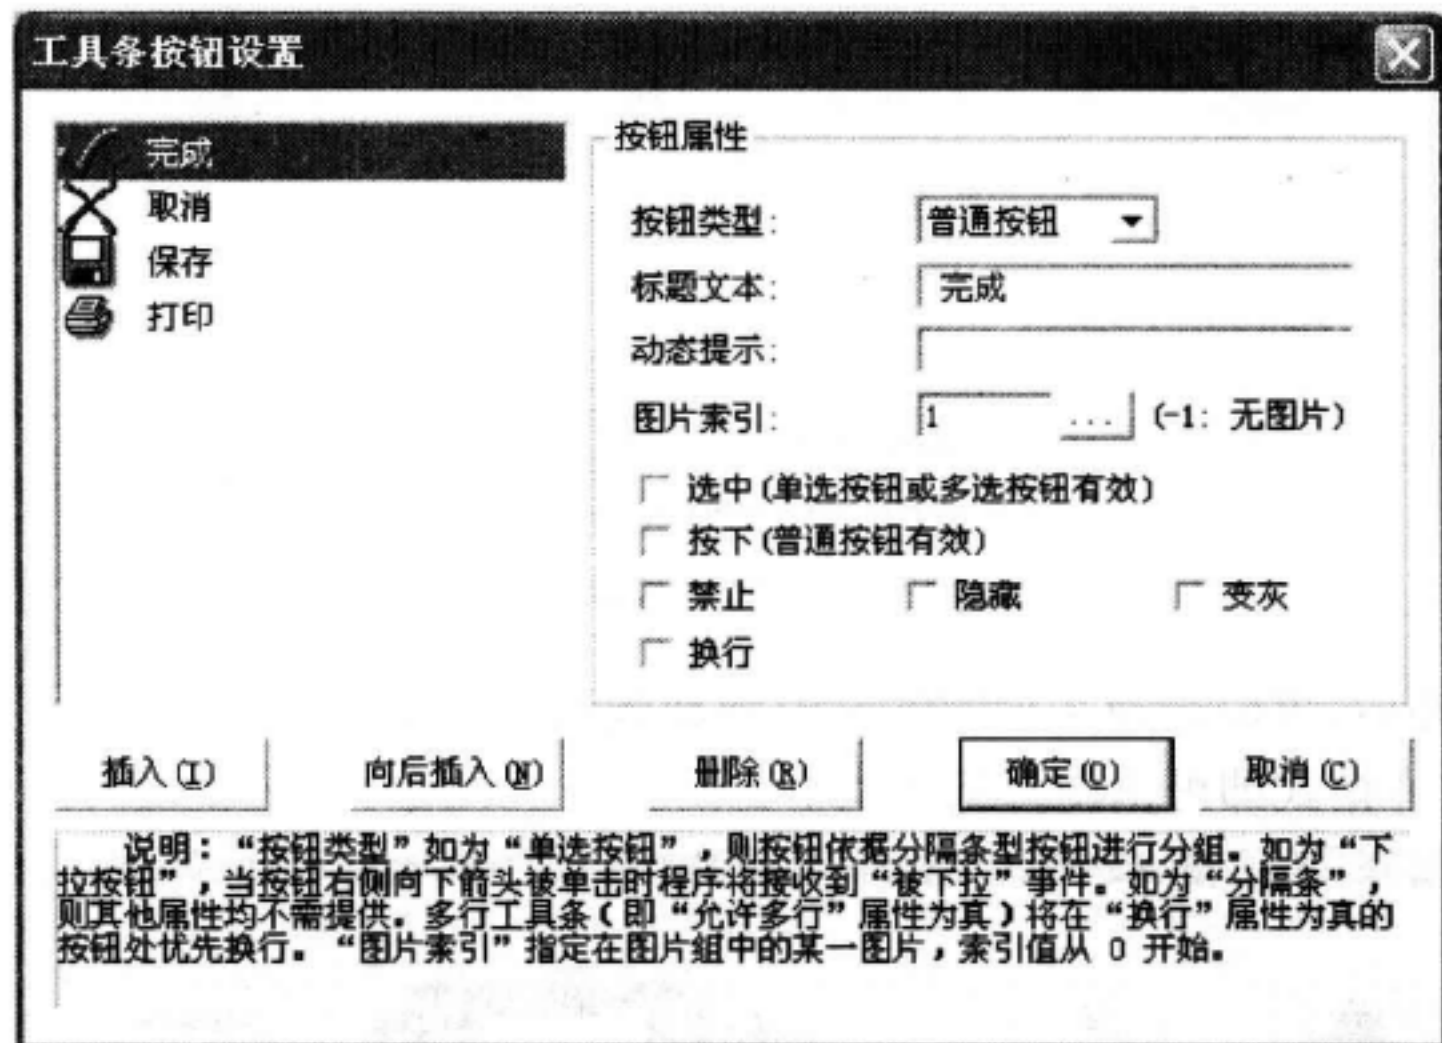 工具条按钮设置
完成
取消
保存
打印
按钮属性
按钮类型: 普通按钮
标题文本: 完成
动态提示:
图片索引: 1 ... (-1: 无图片)
选中(单选按钮或多选按钮有效)
按下(普通按钮有效)
禁止 隐藏 变灰
换行
插入(I) 向后插入(N) 删除(R) 确定(O) 取消(C)
说明：“按钮类型”如为“单选按钮”，则按钮依据分隔条型按钮进行分组。如为“下
拉按钮”，当按钮右侧向下箭头被单击时程序将接收到“被下拉”事件。如为“分隔条”，
则其他属性均不需提供。多行工具条(即“允许多行”属性为真)将在“换行”属性为真的
按钮处优先换行。“图片索引”指定在图片组中的某一图片，索引值从 0 开始。